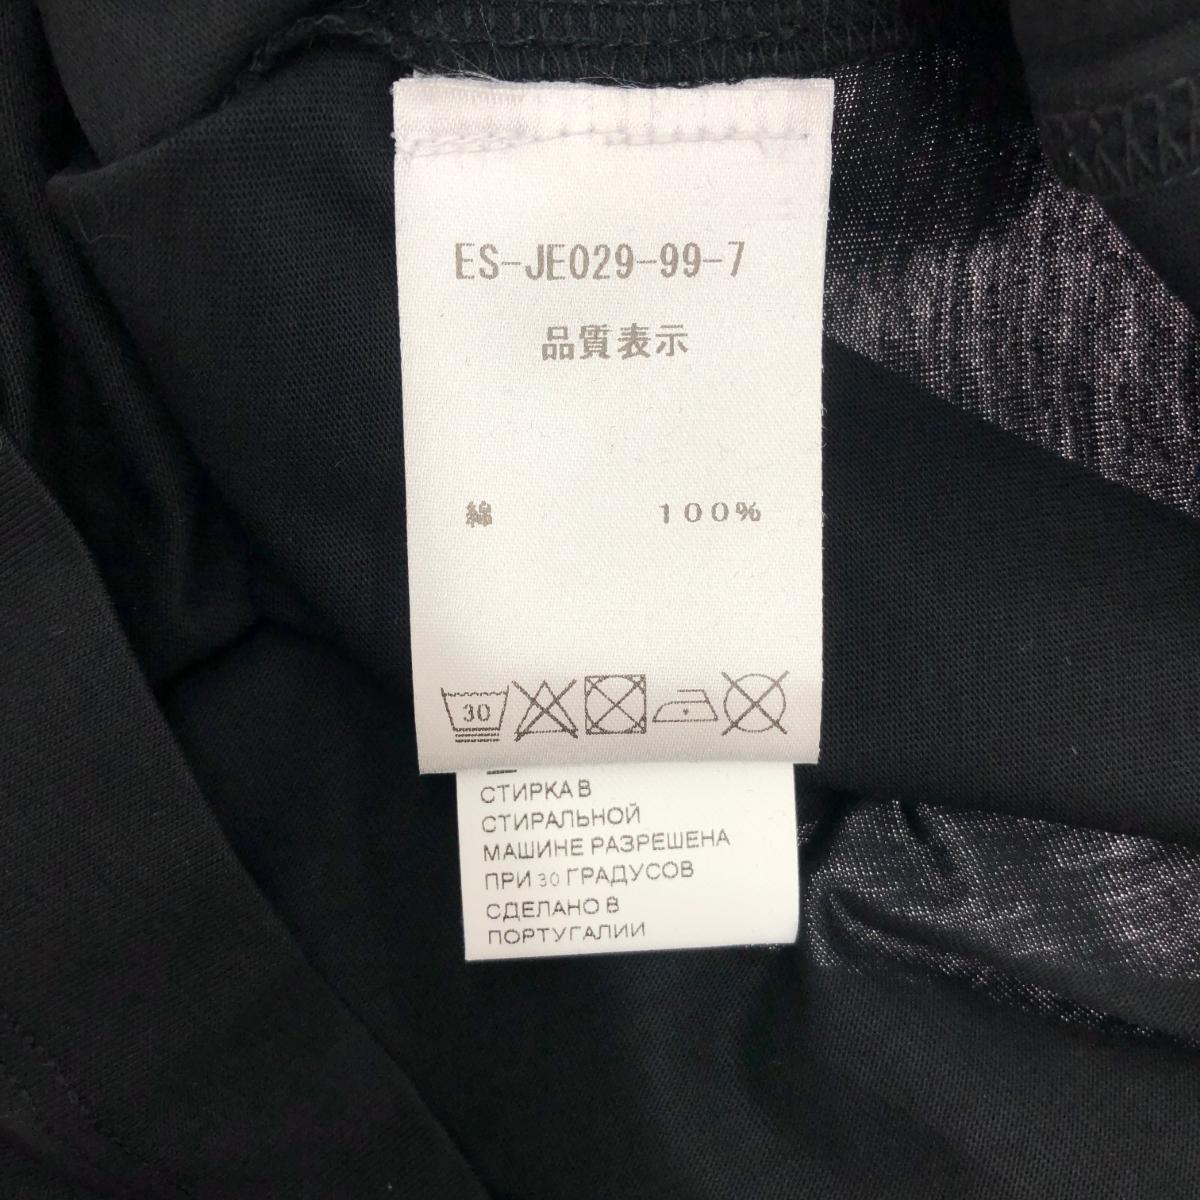 ES-JE029-99-7
品質表示
綿 100%
30
СТИРКА В
СТИРАЛЬНОЙ
МАШИНЕ РАЗРЕШЕНА
ПРИ 30 ГРАДУСОВ
СДЕЛАНО В
ПОРТУГАЛИИ